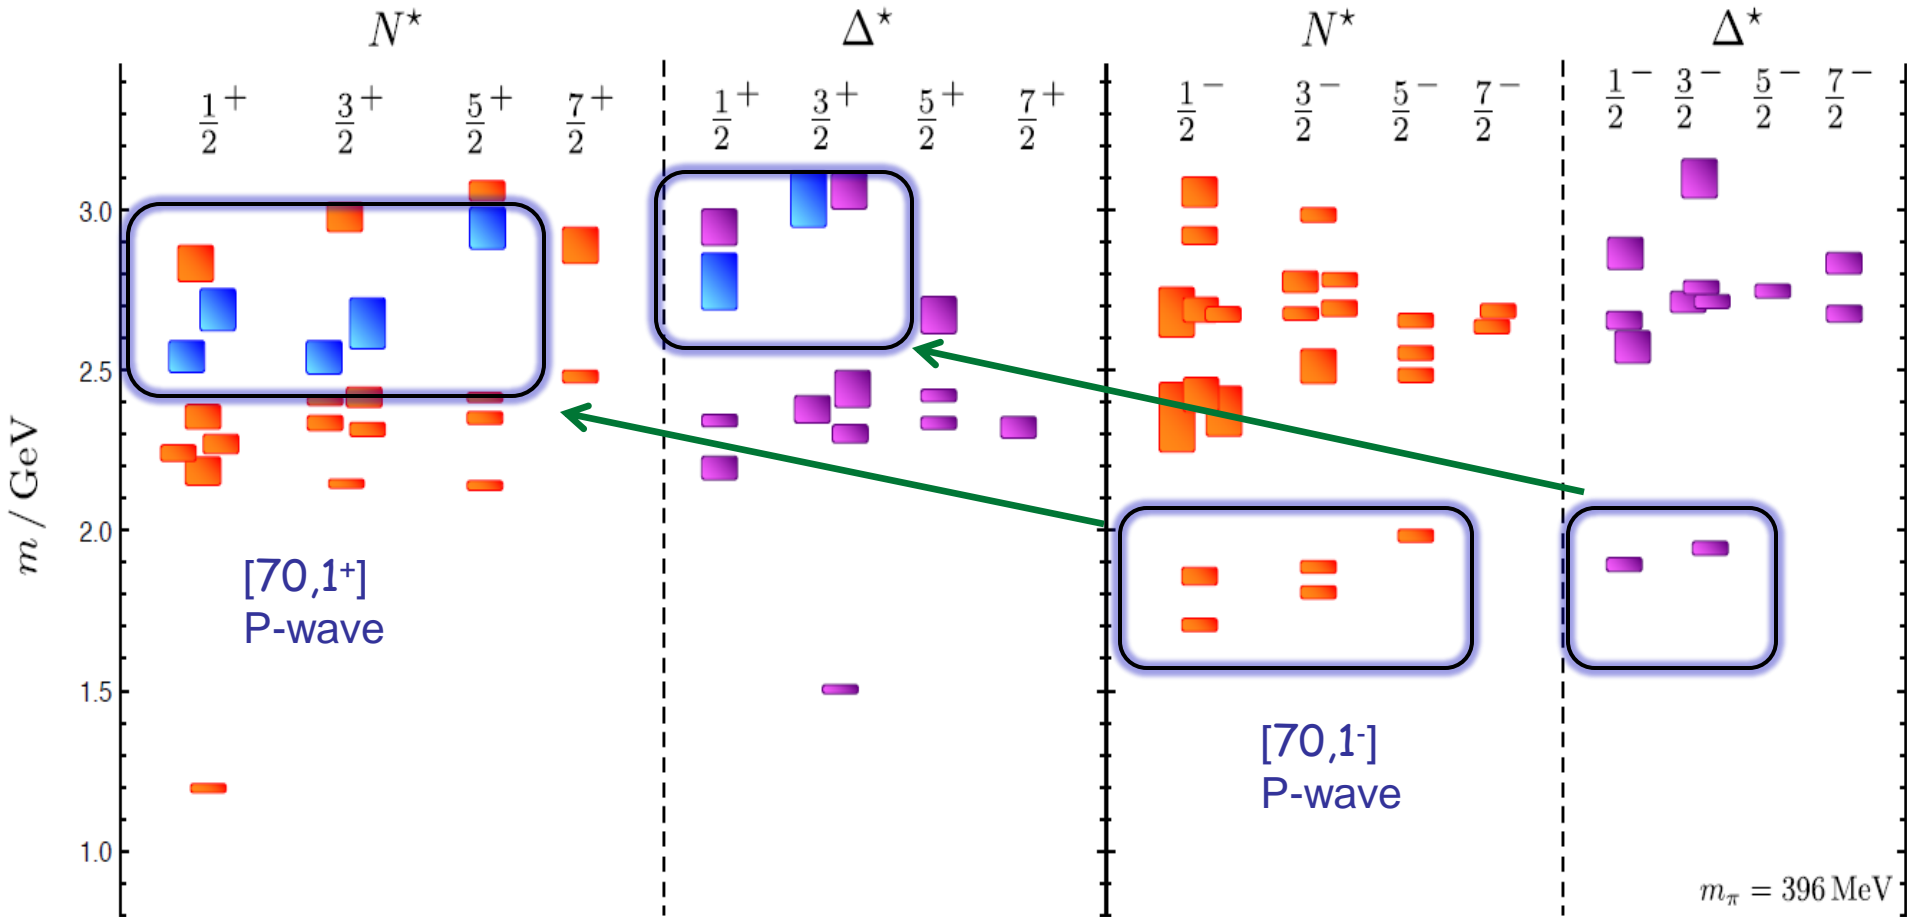 N* Δ* N* Δ*
1/2⁺ 3/2⁺ 5/2⁺ 7/2⁺ 1/2⁺ 3/2⁺ 5/2⁺ 7/2⁺ 1/2⁻ 3/2⁻ 5/2⁻ 7/2⁻ 1/2⁻ 3/2⁻ 5/2⁻ 7/2⁻
3.0
2.5
m / GeV
2.0
[70,1⁺]
P-wave
1.5
[70,1⁻]
P-wave
1.0
mπ = 396 MeV